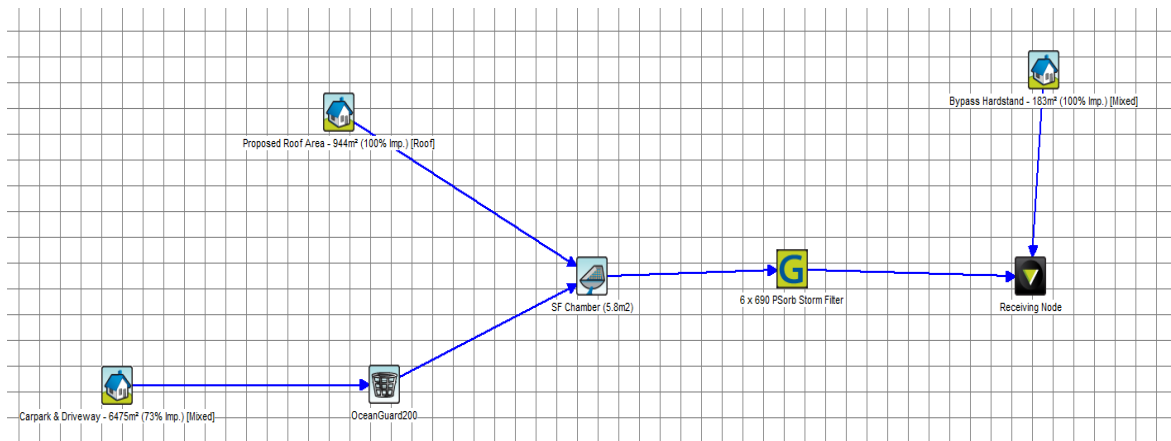 Bypass Hardstand - 183m² (100% Imp.) [Mixed]
Proposed Roof Area - 944m² (100% Imp.) [Roof]
SF Chamber (5.8m2)
G
6 x 690 PSorb Storm Filter
Receiving Node
Carpark & Driveway - 6475m² (73% Imp.) [Mixed]
OceanGuard200